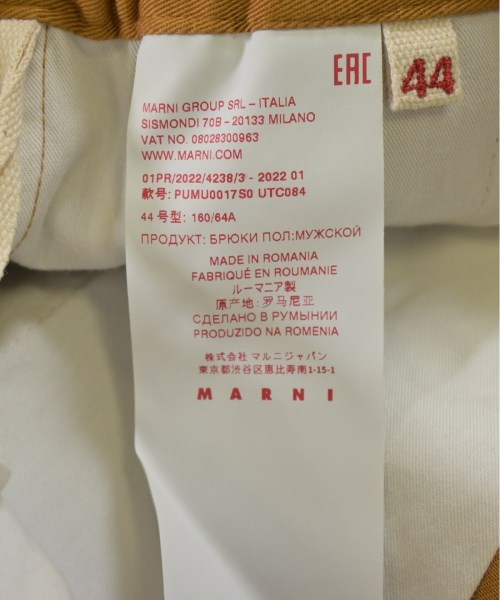 EAC
44
MARNI GROUP SRL – ITALIA
SISMONDI 70B – 20133 MILANO
VAT NO. 08028300963
WWW.MARNI.COM
01PR/2022/4238/3 - 2022 01
款号: PUMU0017S0 UTC084
44 号型: 160/64A
ПРОДУКТ: БРЮКИ ПОЛ:МУЖСКОЙ
MADE IN ROMANIA
FABRIQUÉ EN ROUMANIE
ルーマニア製
原产地: 罗马尼亚
СДЕЛАНО В РУМЫНИИ
PRODUZIDO NA ROMENIA
株式会社 マルニジャパン
東京都渋谷区恵比寿南1-15-1
MARNI